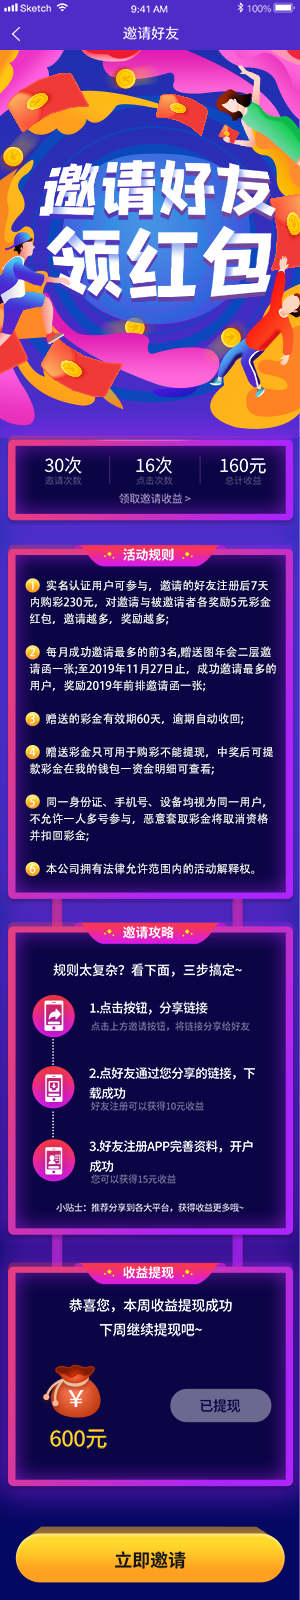 Sketch 9:41 AM 100%
邀请好友
邀请好友
领红包
30次 16次 160元
邀请次数 点击次数 总计收益
领取邀请收益 >
活动规则
1 实名认证用户可参与，邀请的好友注册后7天
内购彩230元，对邀请与被邀请者各奖励5元彩金
红包，邀请越多，奖励越多;
2 每月成功邀请最多的前3名,赠送图年会二层邀
请函一张;至2019年11月27日止，成功邀请最多的
用户，奖励2019年前排邀请函一张;
3 赠送的彩金有效期60天，逾期自动收回;
4 赠送彩金只可用于购彩不能提现，中奖后可提
款彩金在我的钱包一资金明细可查看;
5 同一身份证、手机号、设备均视为同一用户，
不允许一人多号参与，恶意套取彩金将取消资格
并扣回彩金;
6 本公司拥有法律允许范围内的活动解释权。
邀请攻略
规则太复杂？看下面，三步搞定~
1.点击按钮，分享链接
点击上方邀请按钮，将链接分享给好友
2.点好友通过您分享的链接，下
载成功
好友注册可以获得10元收益
3.好友注册APP完善资料，开户
成功
您可以获得15元收益
小贴士：推荐分享到各大平台，获得收益更多哦~
收益提现
恭喜您，本周收益提现成功
下周继续提现吧~
¥
600元
已提现
立即邀请